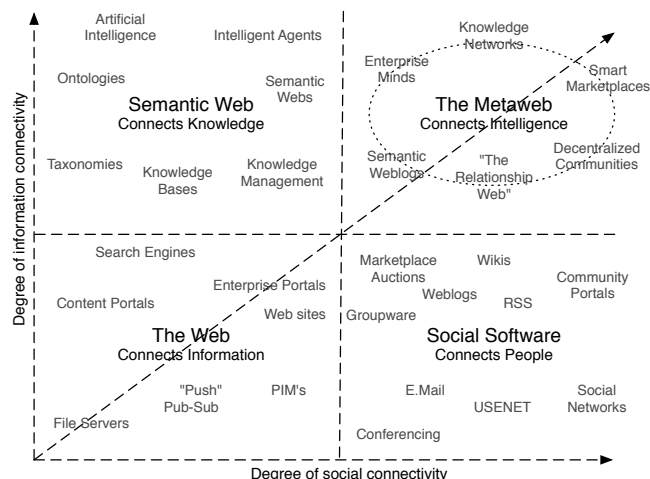 Artificial
Intelligence
Intelligent Agents
Ontologies
Semantic
Webs
Semantic Web
Connects Knowledge
Taxonomies
Knowledge
Bases
Knowledge
Management
Knowledge
Networks
Enterprise
Minds
Smart
Marketplaces
The Metaweb
Connects Intelligence
Semantic
Weblogs
"The
Relationship
Web"
Decentralized
Communities
Degree of information connectivity
Search Engines
Enterprise Portals
Content Portals
Web sites
The Web
Connects Information
"Push"
Pub-Sub
PIM's
File Servers
Marketplace
Auctions
Wikis
Community
Portals
Weblogs
RSS
Groupware
Social Software
Connects People
E.Mail
USENET
Social
Networks
Conferencing
Degree of social connectivity